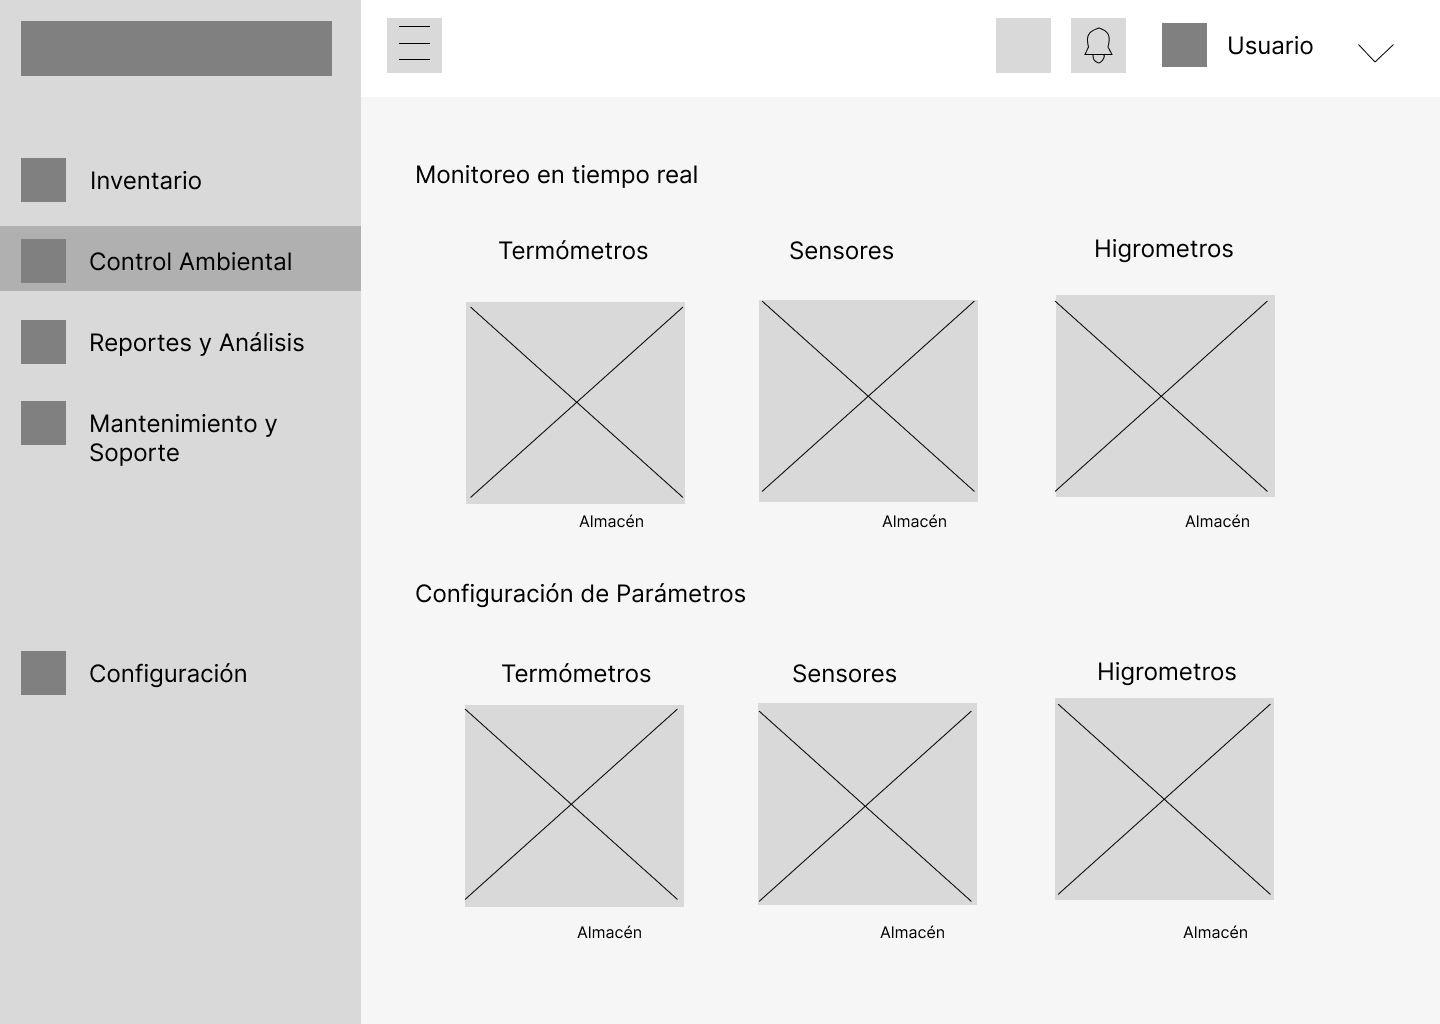 Usuario
Inventario
Control Ambiental
Reportes y Análisis
Mantenimiento y
Soporte
Configuración
Monitoreo en tiempo real
Termómetros
Sensores
Higrometros
Almacén
Almacén
Almacén
Configuración de Parámetros
Termómetros
Sensores
Higrometros
Almacén
Almacén
Almacén